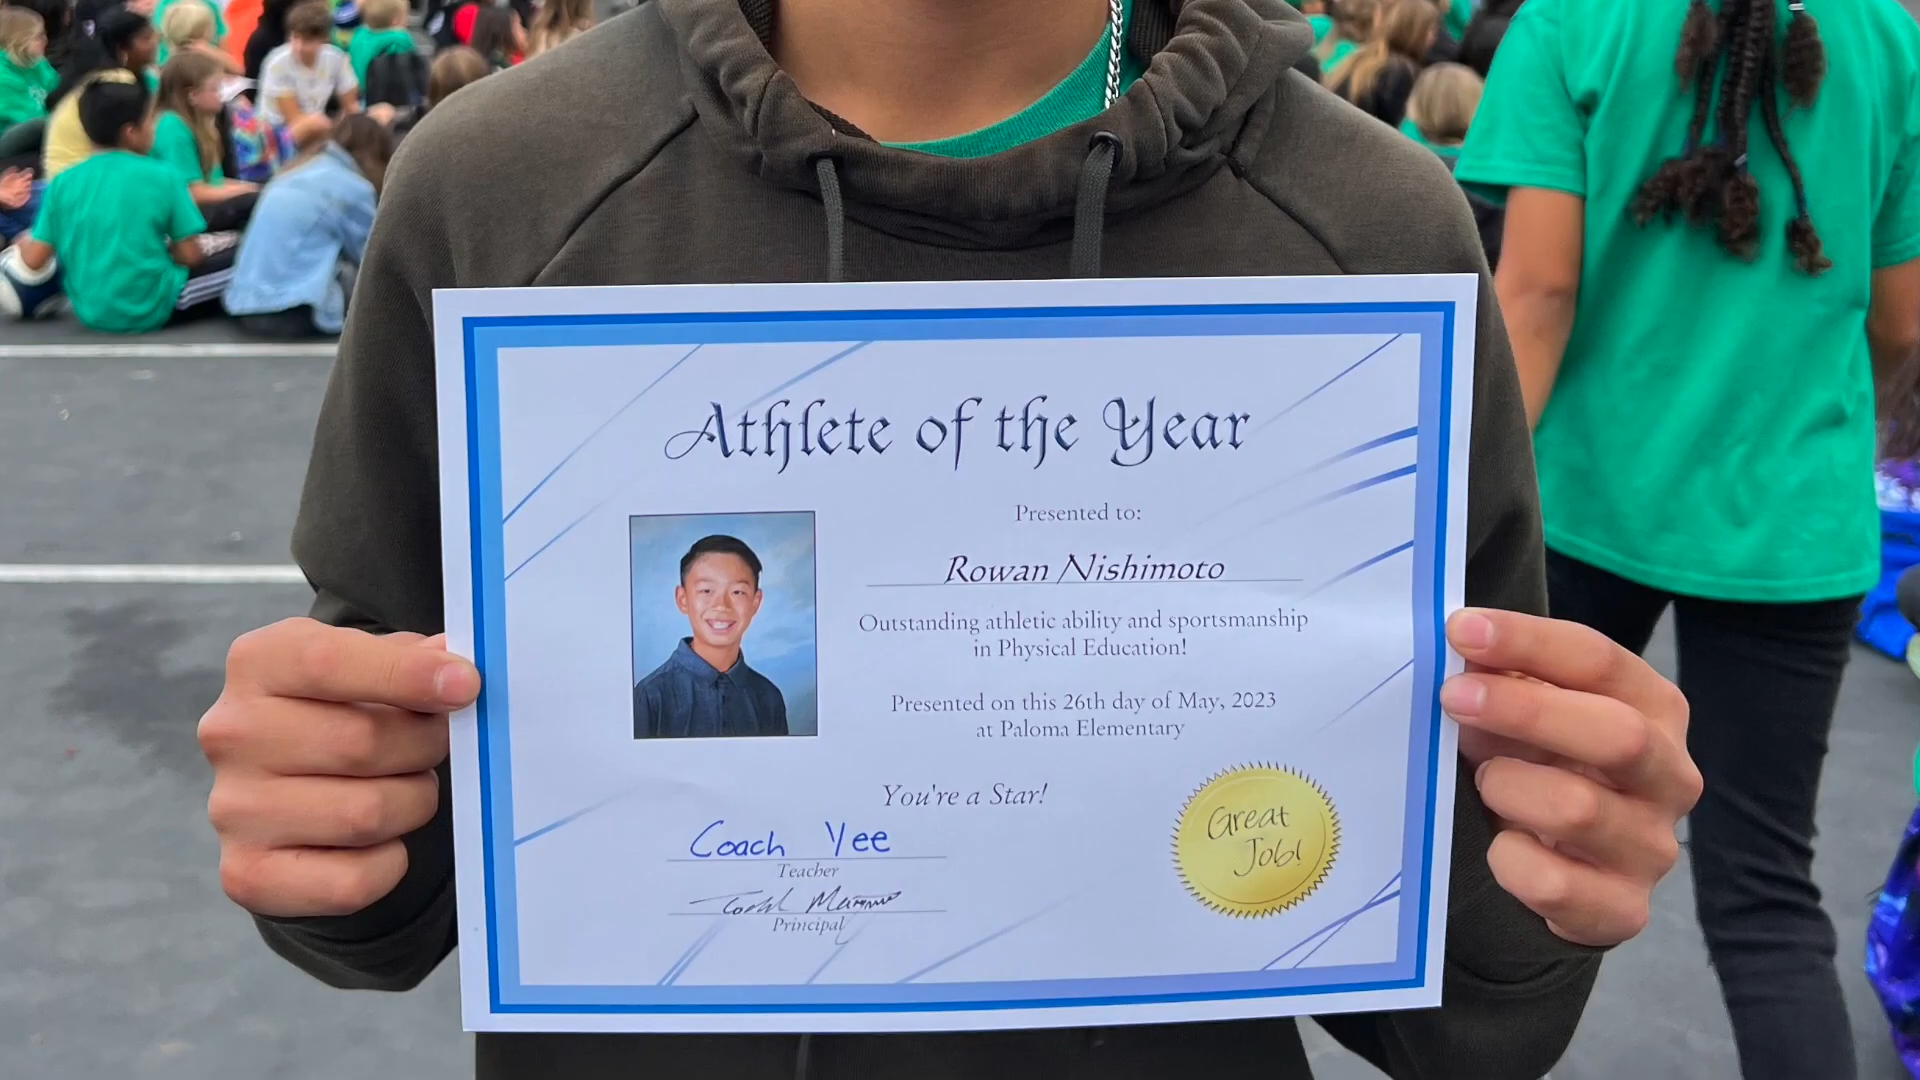 Athlete of the Year
Presented to:
Rowan Nishimoto
Outstanding athletic ability and sportsmanship
in Physical Education!
Presented on this 26th day of May, 2023
at Paloma Elementary
You're a Star!
Coach Yee
Teacher
Principal
Great
Job!